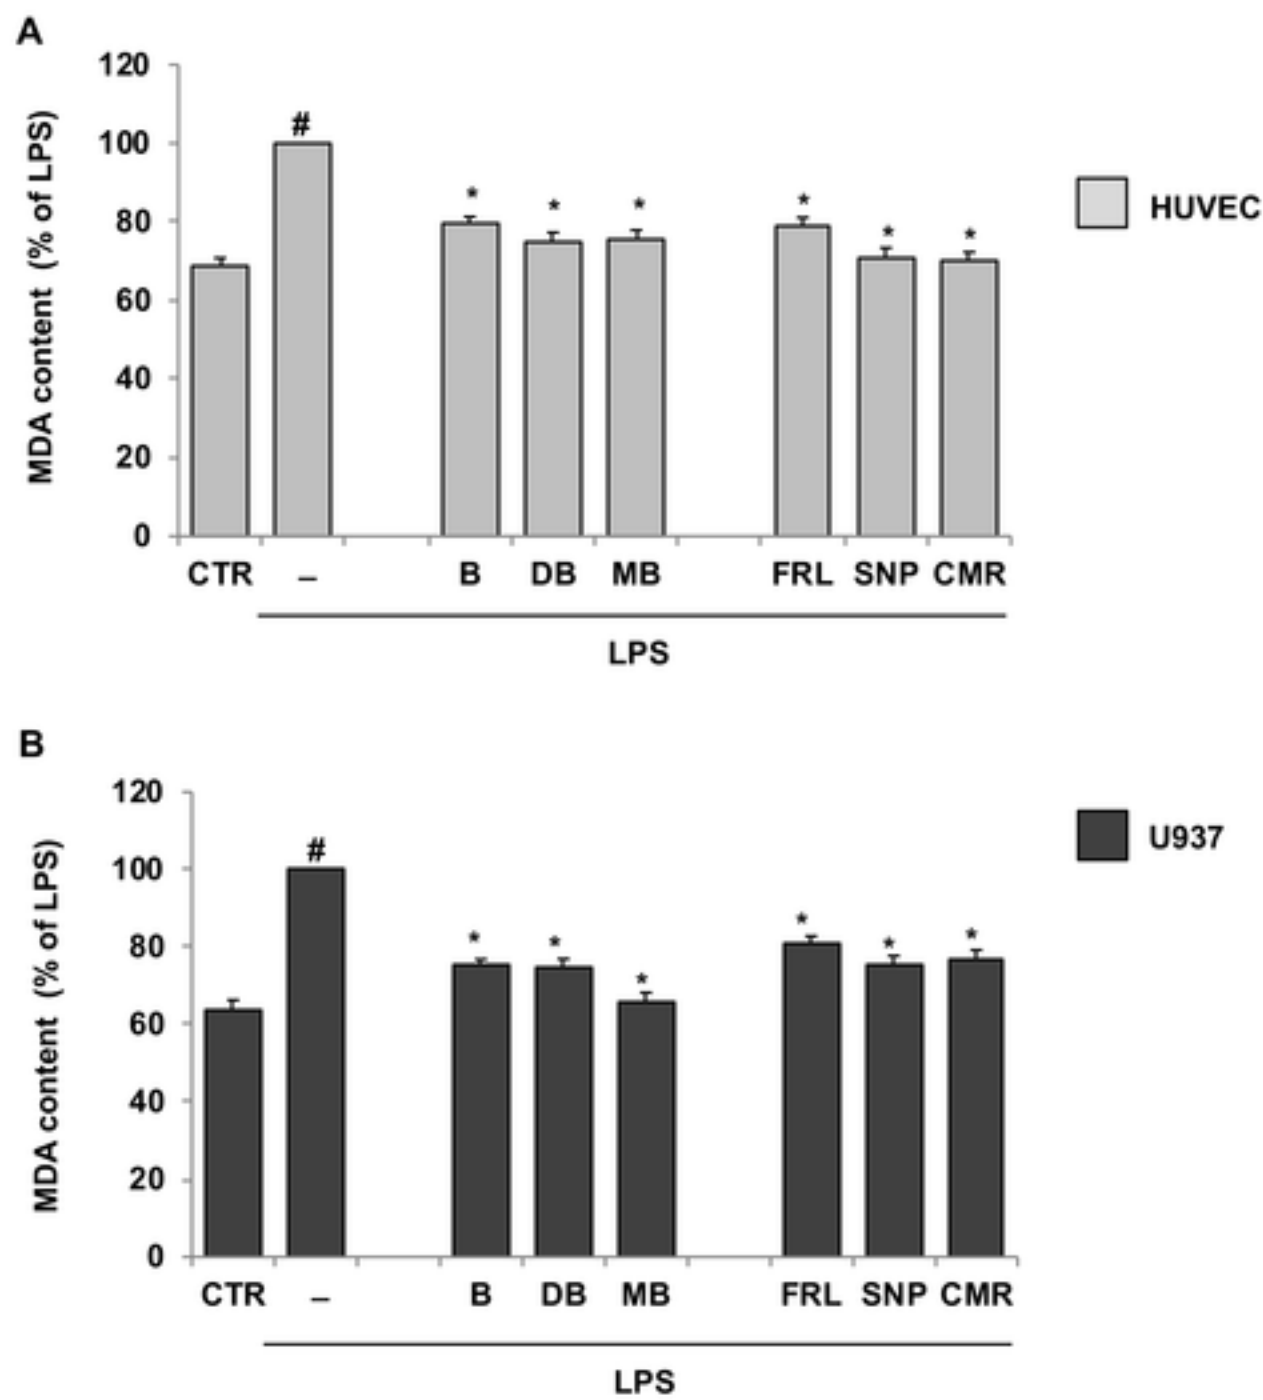 A
MDA content (% of LPS)
120
100
80
60
40
20
0
#
* * * * * *
HUVEC
CTR – B DB MB FRL SNP CMR
LPS
B
MDA content (% of LPS)
120
100
80
60
40
20
0
#
* * * * * *
U937
CTR – B DB MB FRL SNP CMR
LPS